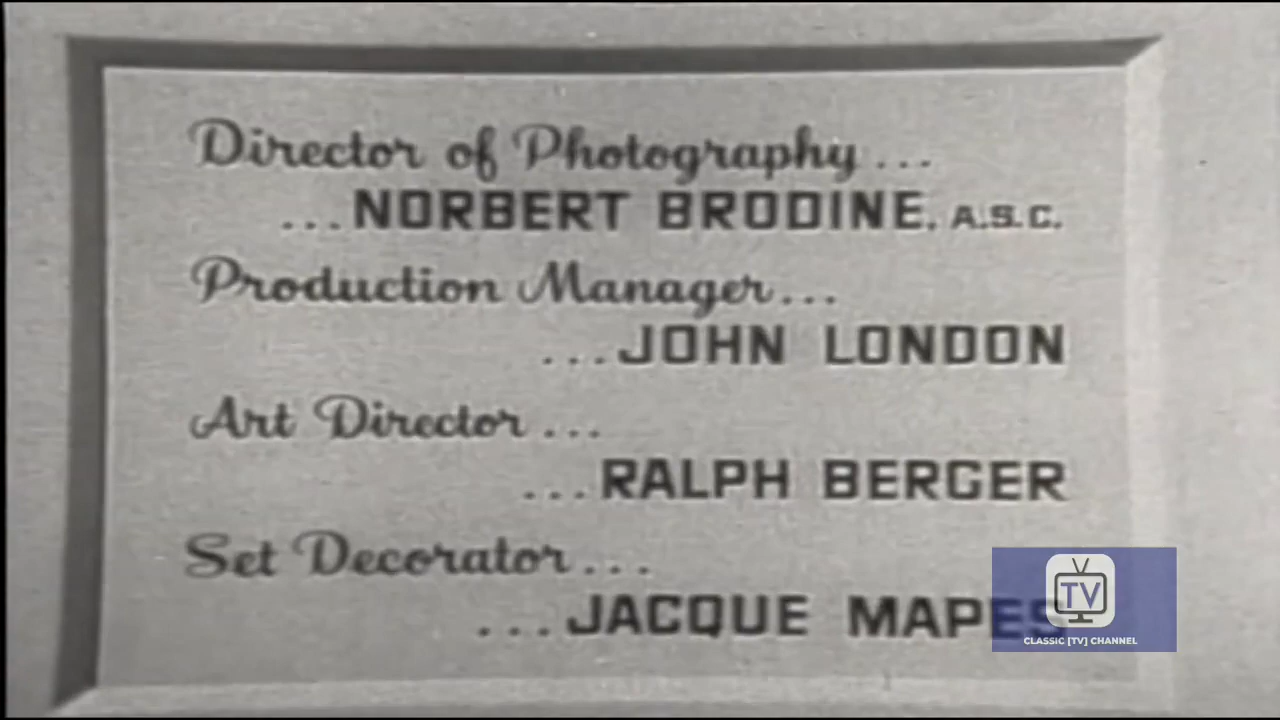 Director of Photography...
...NORBERT BRODINE, A.S.C.
Production Manager...
...JOHN LONDON
Art Director...
...RALPH BERGER
Set Decorator...
...JACQUE MAPES
TV
CLASSIC [TV] CHANNEL